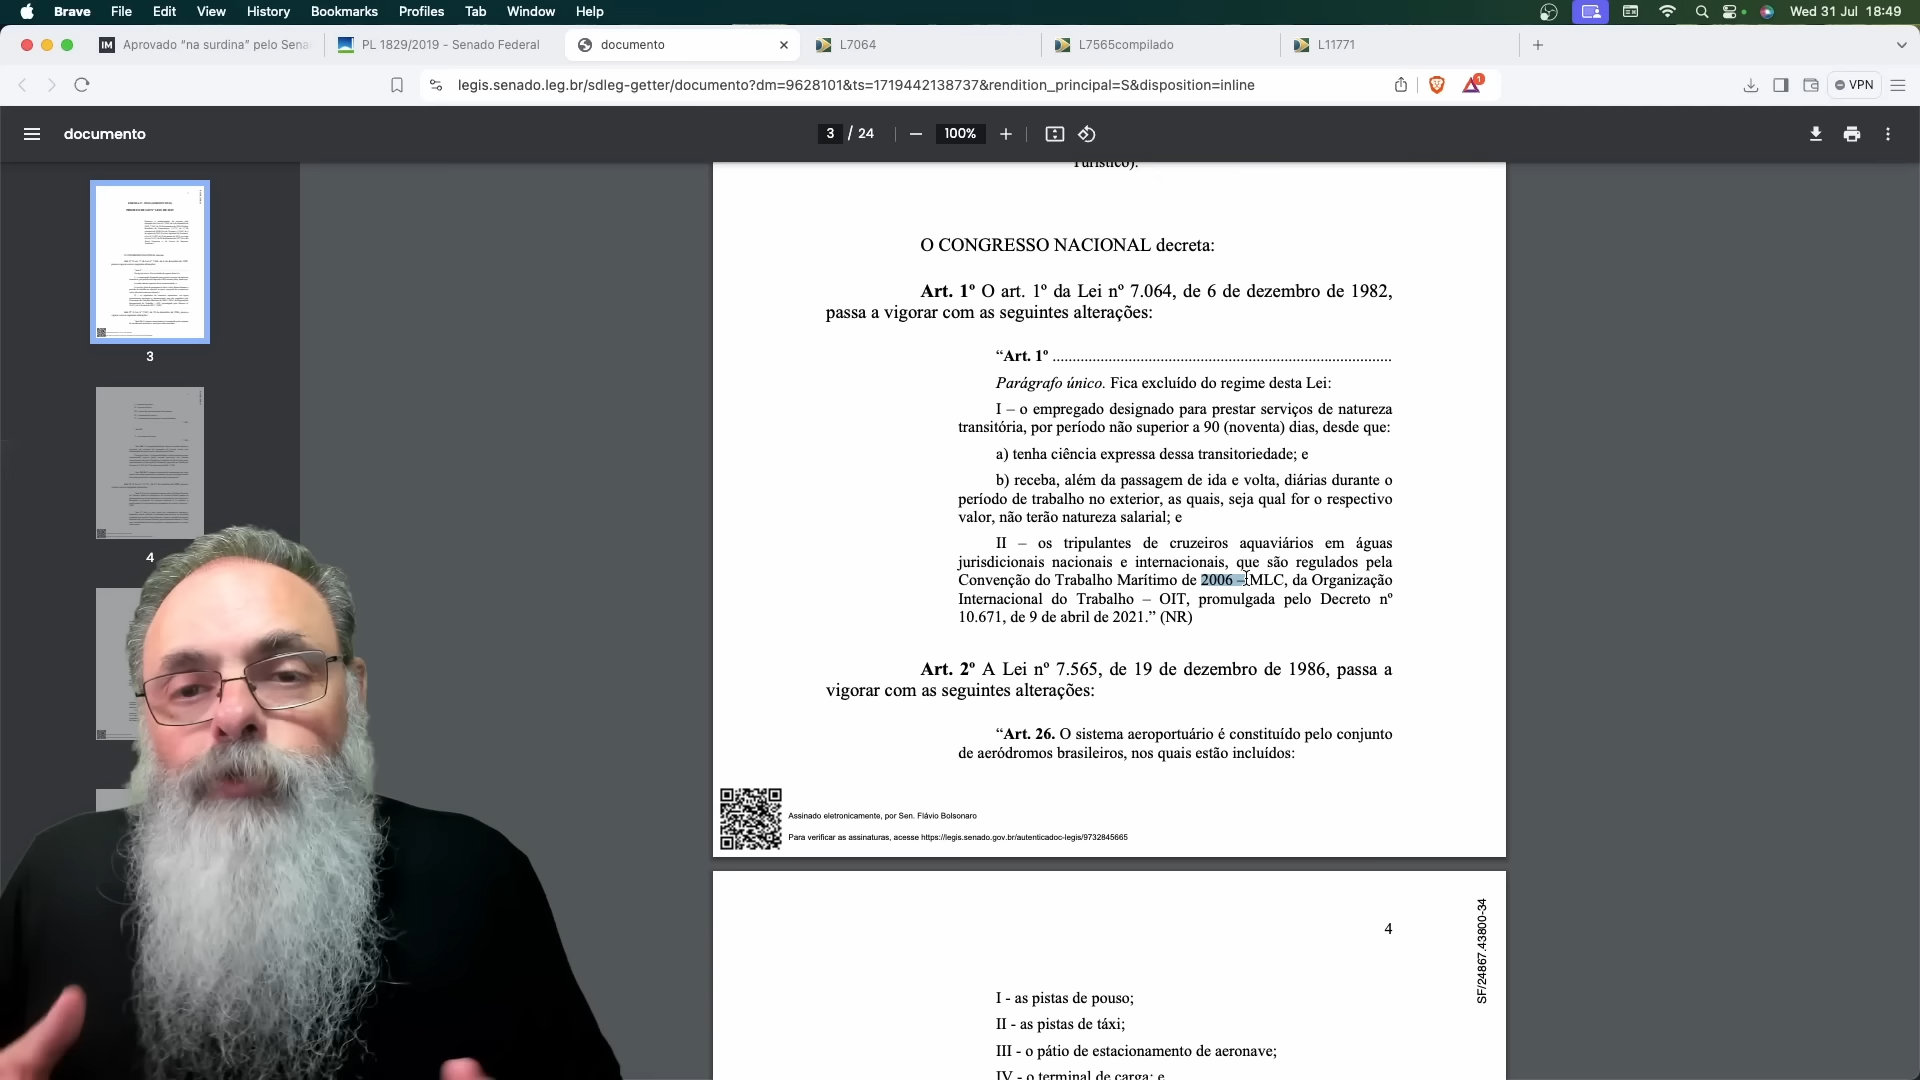 Brave File Edit View History Bookmarks Profiles Tab Window Help Wed 31 Jul 18:49
IM Aprovado “na surdina” pelo Sena
PL 1829/2019 - Senado Federal
documento
L7064
L7565compilado
L11771
legis.senado.leg.br/sdleg-getter/documento?dm=9628101&ts=1719442138737&rendition_principal=S&disposition=inline
1
VPN
documento
3 / 24
100%
3
4
Turístico).
O CONGRESSO NACIONAL decreta:
Art. 1º O art. 1º da Lei nº 7.064, de 6 de dezembro de 1982,
passa a vigorar com as seguintes alterações:
“Art. 1º ....................................................................................
Parágrafo único. Fica excluído do regime desta Lei:
I – o empregado designado para prestar serviços de natureza
transitória, por período não superior a 90 (noventa) dias, desde que:
a) tenha ciência expressa dessa transitoriedade; e
b) receba, além da passagem de ida e volta, diárias durante o
período de trabalho no exterior, as quais, seja qual for o respectivo
valor, não terão natureza salarial; e
II – os tripulantes de cruzeiros aquaviários em águas
jurisdicionais nacionais e internacionais, que são regulados pela
Convenção do Trabalho Marítimo de 2006 – MLC, da Organização
Internacional do Trabalho – OIT, promulgada pelo Decreto nº
10.671, de 9 de abril de 2021.” (NR)
Art. 2º A Lei nº 7.565, de 19 de dezembro de 1986, passa a
vigorar com as seguintes alterações:
“Art. 26. O sistema aeroportuário é constituído pelo conjunto
de aeródromos brasileiros, nos quais estão incluídos:
Assinado eletronicamente, por Sen. Flávio Bolsonaro
Para verificar as assinaturas, acesse https://legis.senado.gov.br/autenticadoc-legis/9732845665
4
SF/24867.43800-34
I - as pistas de pouso;
II - as pistas de táxi;
III - o pátio de estacionamento de aeronave;
IV - o terminal de carga; e